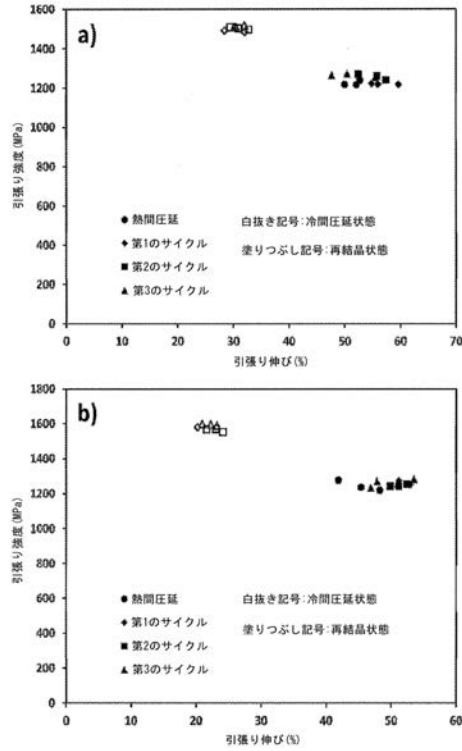 a)
1600
1400
1200
1000
800
600
400
200
0
引張り強度(MPa)
● 熱間圧延
◆ 第1のサイクル
■ 第2のサイクル
▲ 第3のサイクル
白抜き記号:冷間圧延状態
塗りつぶし記号:再結晶状態
0 10 20 30 40 50 60 70
引張り伸び(%)
b)
1800
1600
1400
1200
1000
800
600
400
200
0
引張り強度(MPa)
● 熱間圧延
◆ 第1のサイクル
■ 第2のサイクル
▲ 第3のサイクル
白抜き記号:冷間圧延状態
塗りつぶし記号:再結晶状態
0 10 20 30 40 50 60
引張り伸び(%)